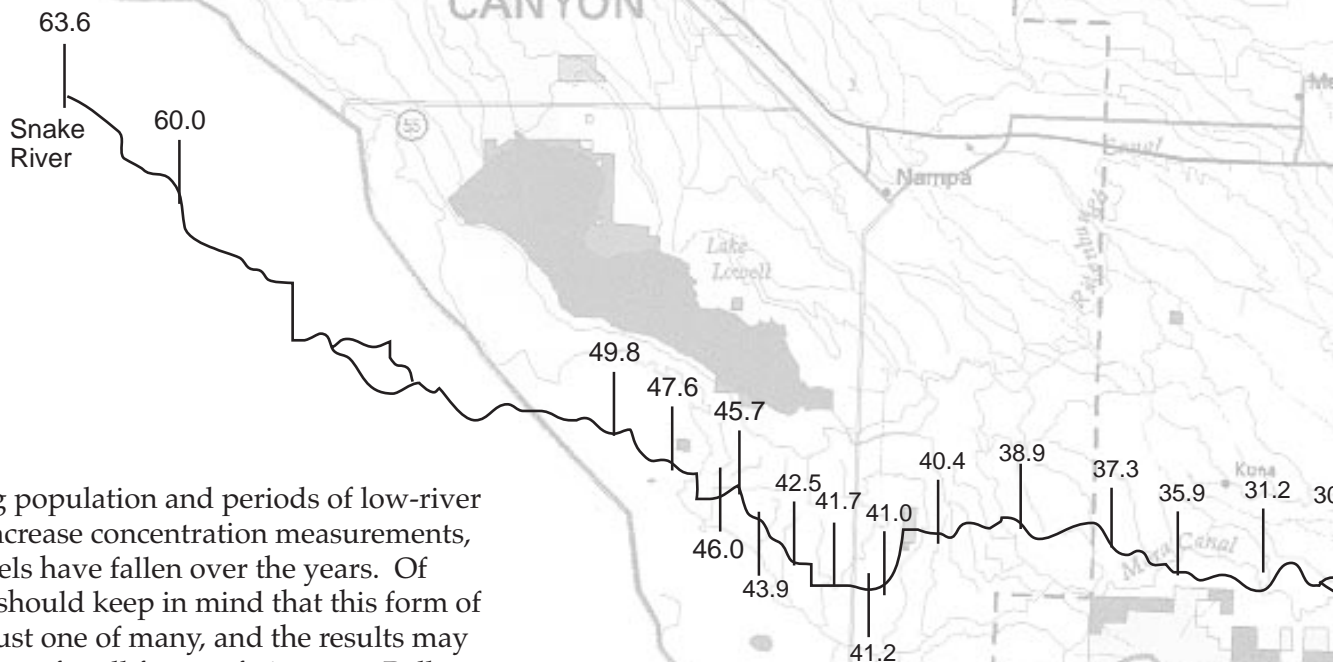 CANYON
63.6
Snake
River
60.0
55
Nampa
Canal
Lake
Lowell
49.8
47.6
45.7
46.0
43.9
42.5
41.7
41.0
41.2
40.4
38.9
37.3
35.9
31.2
Kuna
Mora Canal
population and periods of low-river
concentration measurements,
have fallen over the years. Of
should keep in mind that this form of
one of many, and the results may